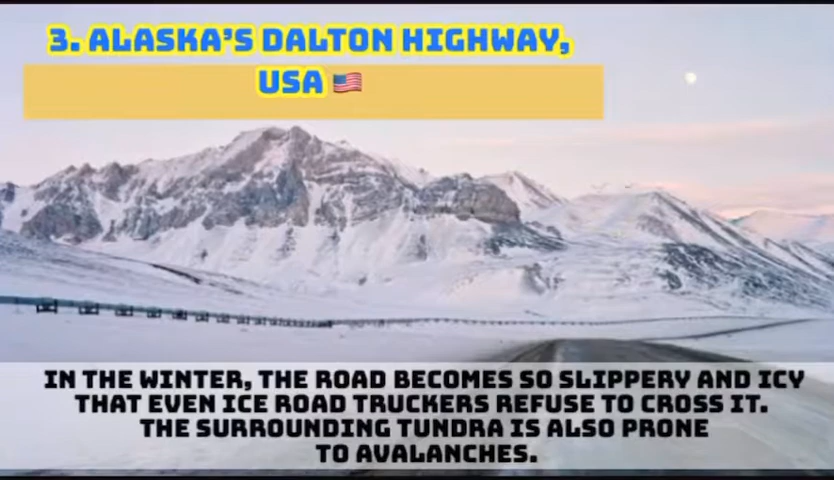 3. ALASKA'S DALTON HIGHWAY,
USA 🇺🇸
IN THE WINTER, THE ROAD BECOMES SO SLIPPERY AND ICY
THAT EVEN ICE ROAD TRUCKERS REFUSE TO CROSS IT.
THE SURROUNDING TUNDRA IS ALSO PRONE
TO AVALANCHES.